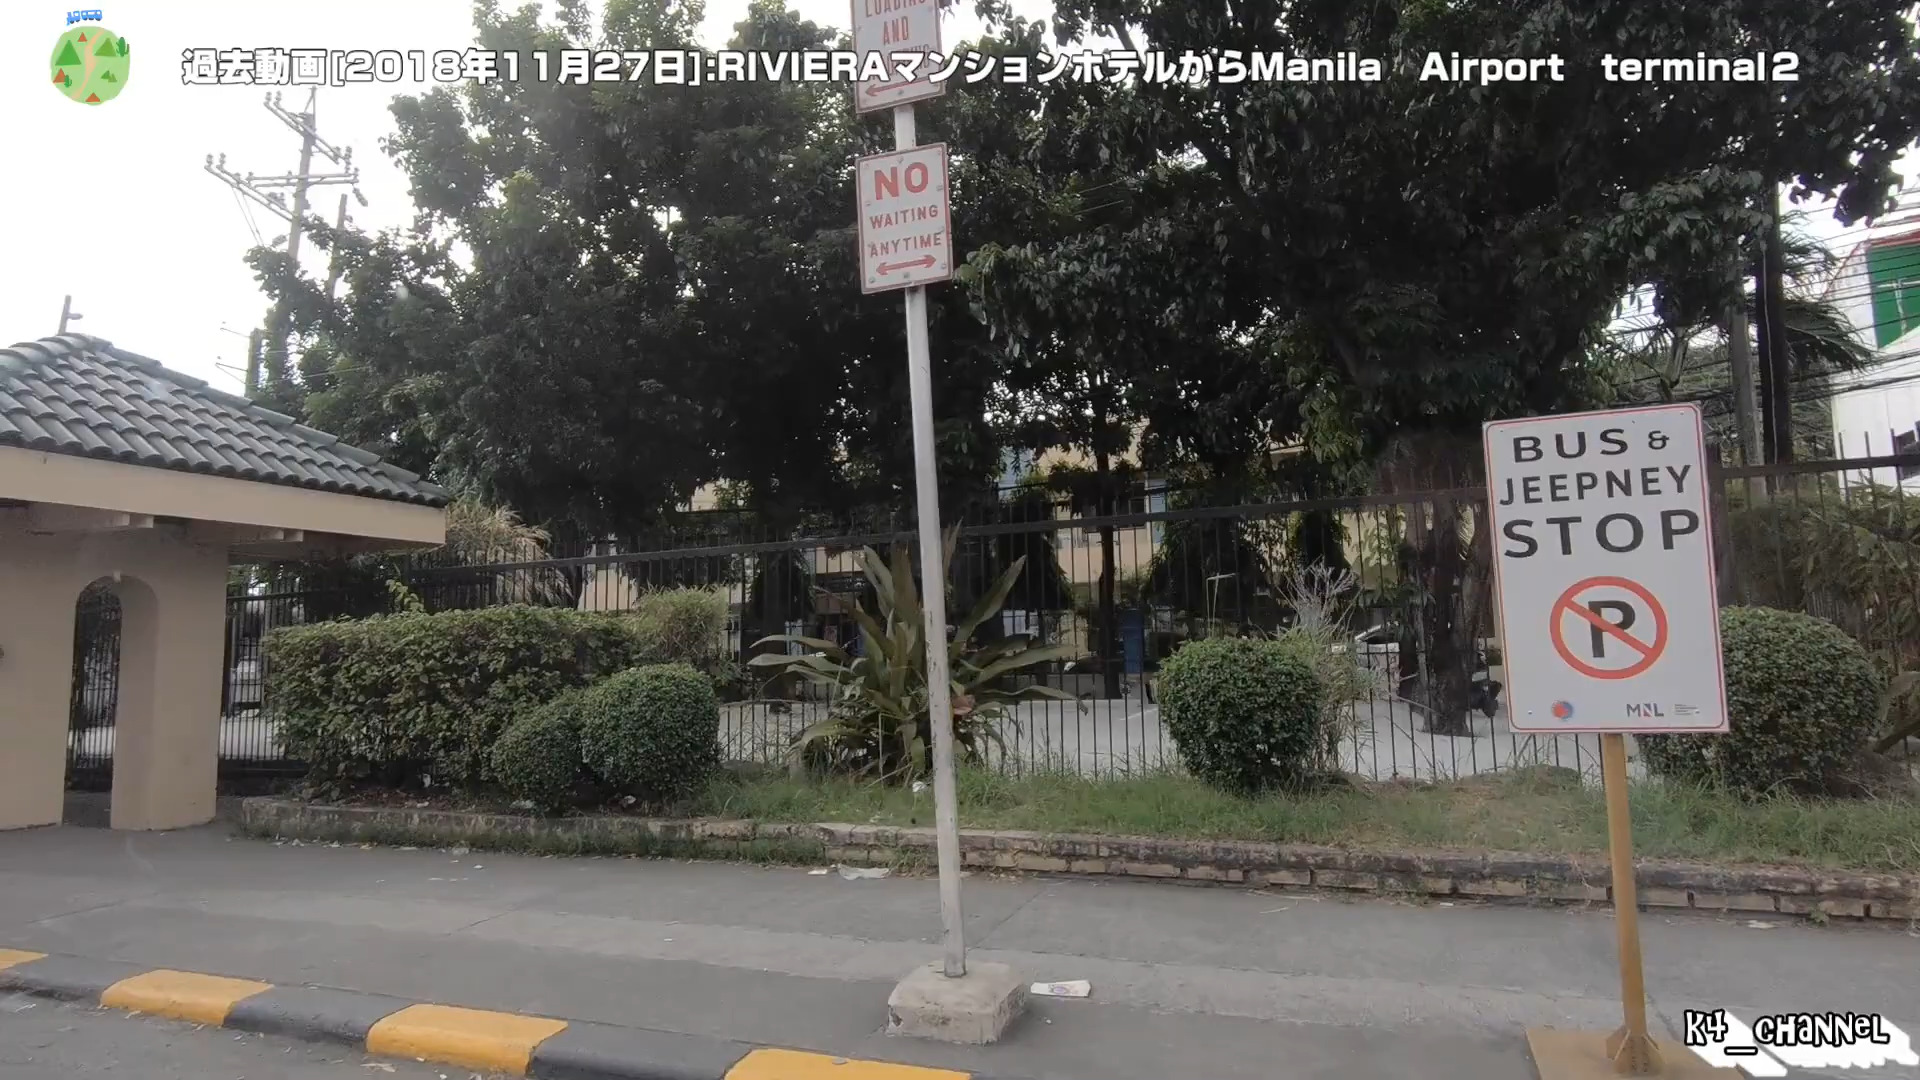 過去動画[2018年11月27日]:RIVIERAマンションホテルからManila　Airport　terminal2
LOADING
AND
NO
WAITING
ANYTIME
BUS &
JEEPNEY
STOP
P
MNL
K4_CHANNEL